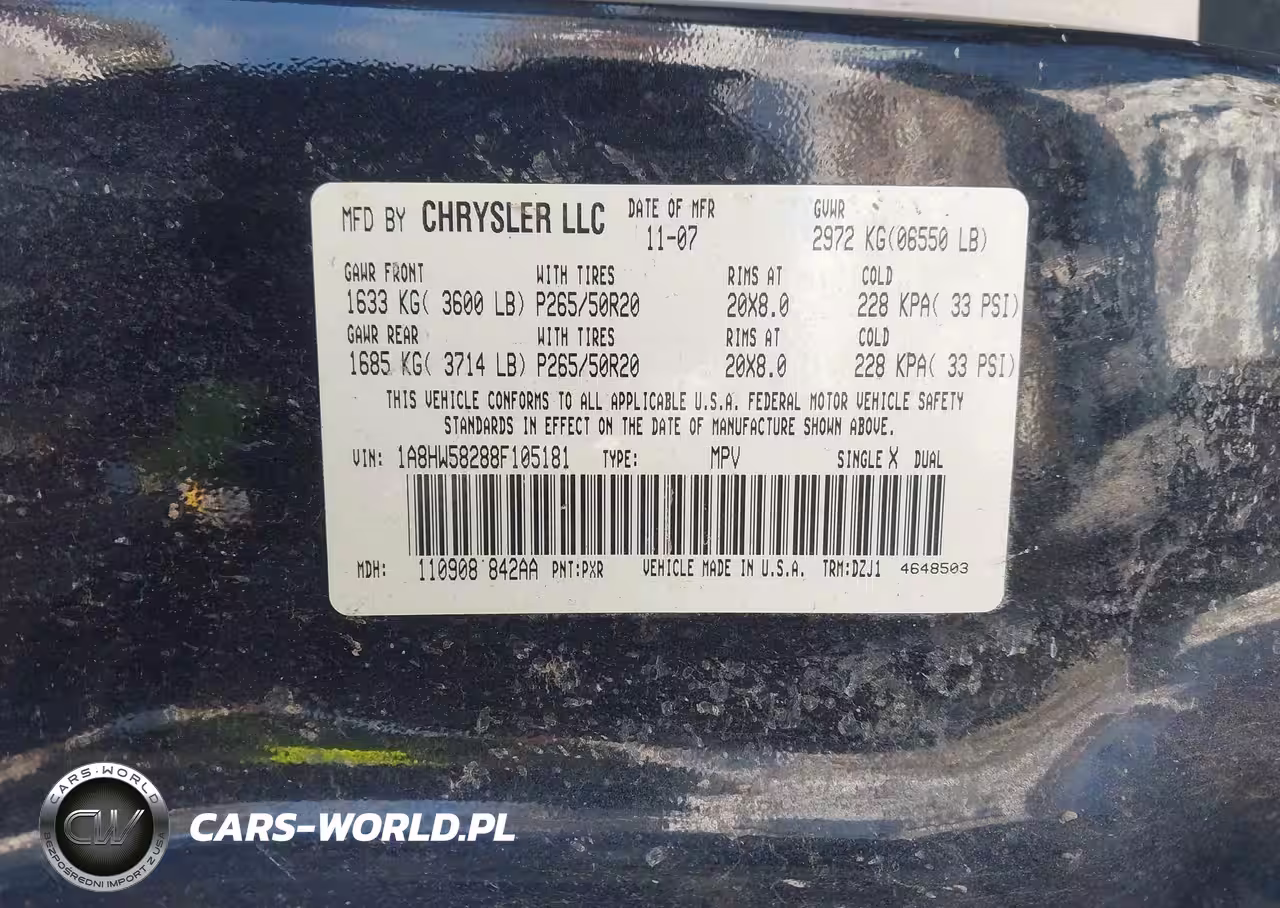 MFD BY CHRYSLER LLC DATE OF MFR GVWR
11-07 2972 KG(06550 LB)
GAWR FRONT WITH TIRES RIMS AT COLD
1633 KG( 3600 LB) P265/50R20 20X8.0 228 KPA( 33 PSI)
GAWR REAR WITH TIRES RIMS AT COLD
1685 KG( 3714 LB) P265/50R20 20X8.0 228 KPA( 33 PSI)
THIS VEHICLE CONFORMS TO ALL APPLICABLE U.S.A. FEDERAL MOTOR VEHICLE SAFETY
STANDARDS IN EFFECT ON THE DATE OF MANUFACTURE SHOWN ABOVE.
VIN: 1A8HW58288F105181 TYPE: MPV SINGLE X DUAL
MDH: 110908 842AA PNT:PXR VEHICLE MADE IN U.S.A. TRM:DZJ1 4648503
CARS-WORLD
CW
BEZPOŚREDNI IMPORT Z USA
CARS-WORLD.PL